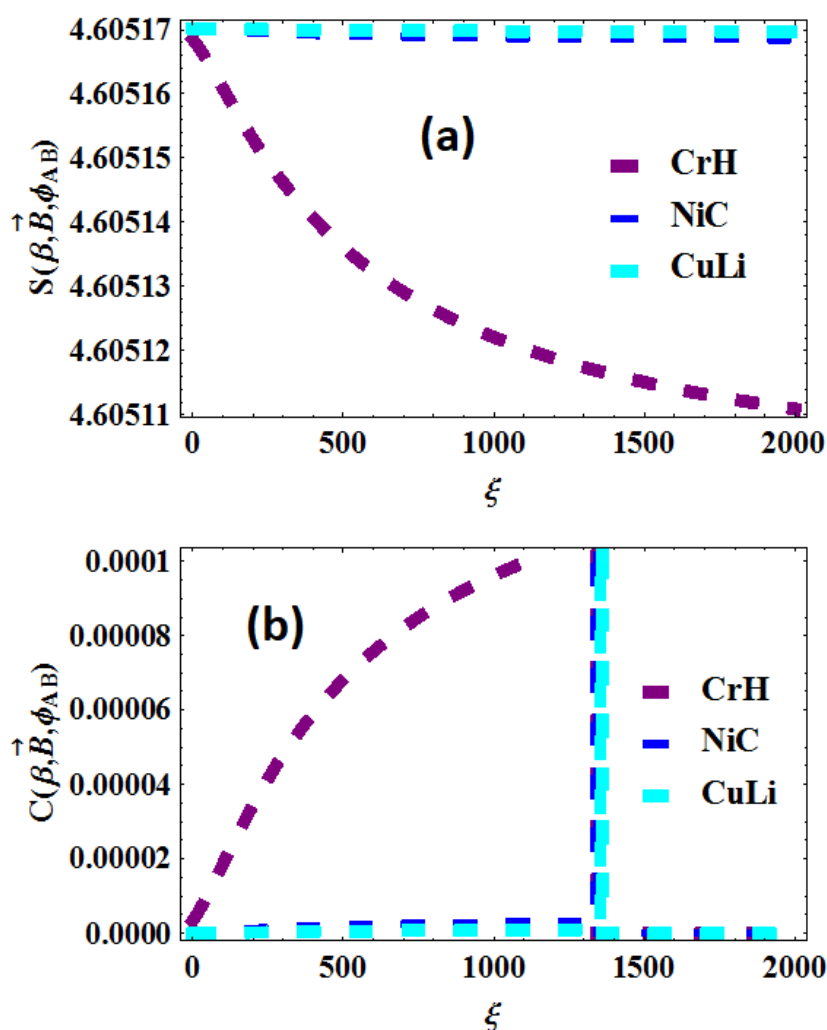 4.60517
4.60516
4.60515
4.60514
4.60513
4.60512
4.60511
S(β,B→,ϕAB)
(a)
CrH
NiC
CuLi
0
500
1000
1500
2000
ξ
0.0001
0.00008
0.00006
0.00004
0.00002
0.0000
C(β,B→,ϕAB)
(b)
CrH
NiC
CuLi
0
500
1000
1500
2000
ξ